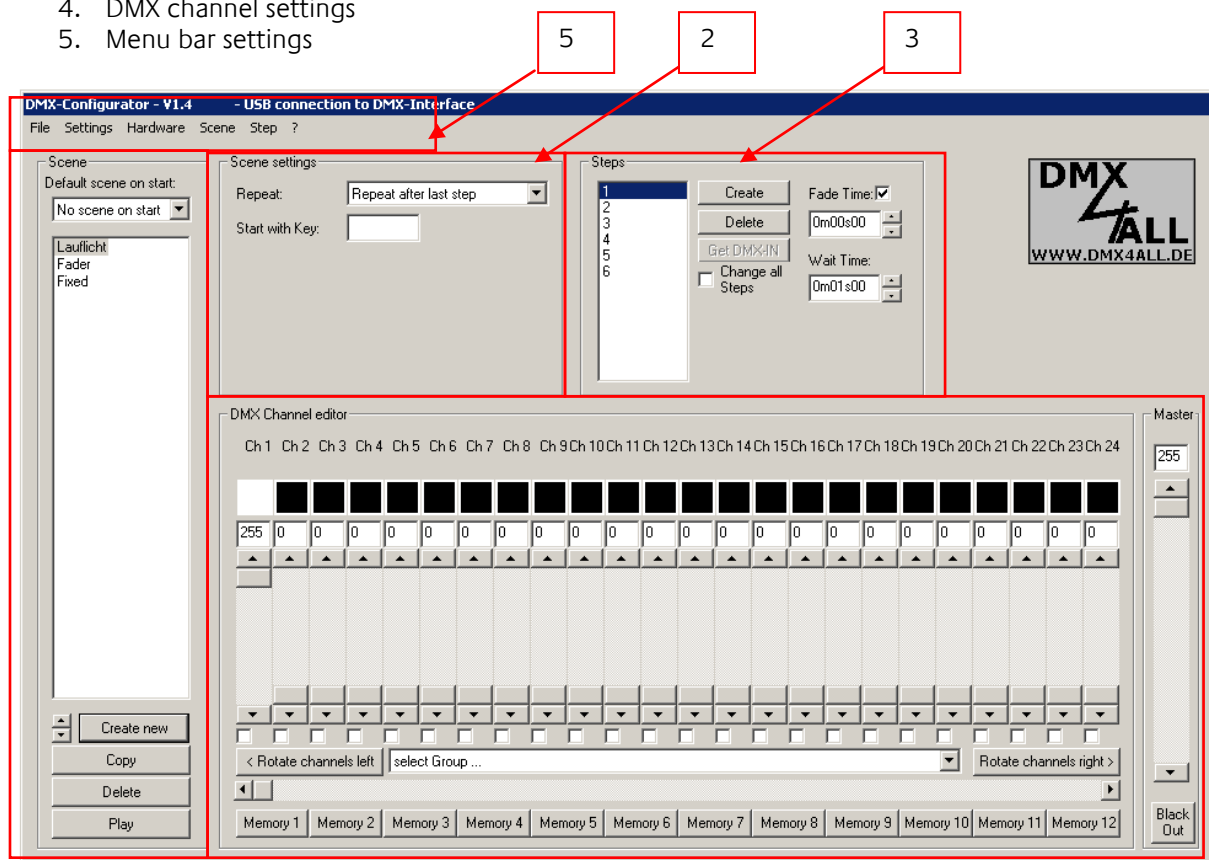 4. DMX channel settings
5. Menu bar settings
5
2
3
DMX-Configurator - V1.4 - USB connection to DMX-Interface
File Settings Hardware Scene Step ?
Scene
Default scene on start:
No scene on start
Lauflicht
Fader
Fixed
Create new
Copy
Delete
Play
Scene settings
Repeat: Repeat after last step
Start with Key:
Steps
1
2
3
4
5
6
Create
Delete
Get DMX-IN
Change all
Steps
Fade Time:
0m00s00
Wait Time:
0m01s00
DMX
4ALL
WWW.DMX4ALL.DE
DMX Channel editor
Ch 1 Ch 2 Ch 3 Ch 4 Ch 5 Ch 6 Ch 7 Ch 8 Ch 9 Ch 10 Ch 11 Ch 12 Ch 13 Ch 14 Ch 15 Ch 16 Ch 17 Ch 18 Ch 19 Ch 20 Ch 21 Ch 22 Ch 23 Ch 24
255 0 0 0 0 0 0 0 0 0 0 0 0 0 0 0 0 0 0 0 0 0 0 0
< Rotate channels left select Group ... Rotate channels right >
Memory 1 Memory 2 Memory 3 Memory 4 Memory 5 Memory 6 Memory 7 Memory 8 Memory 9 Memory 10 Memory 11 Memory 12
Master
255
Black
Out